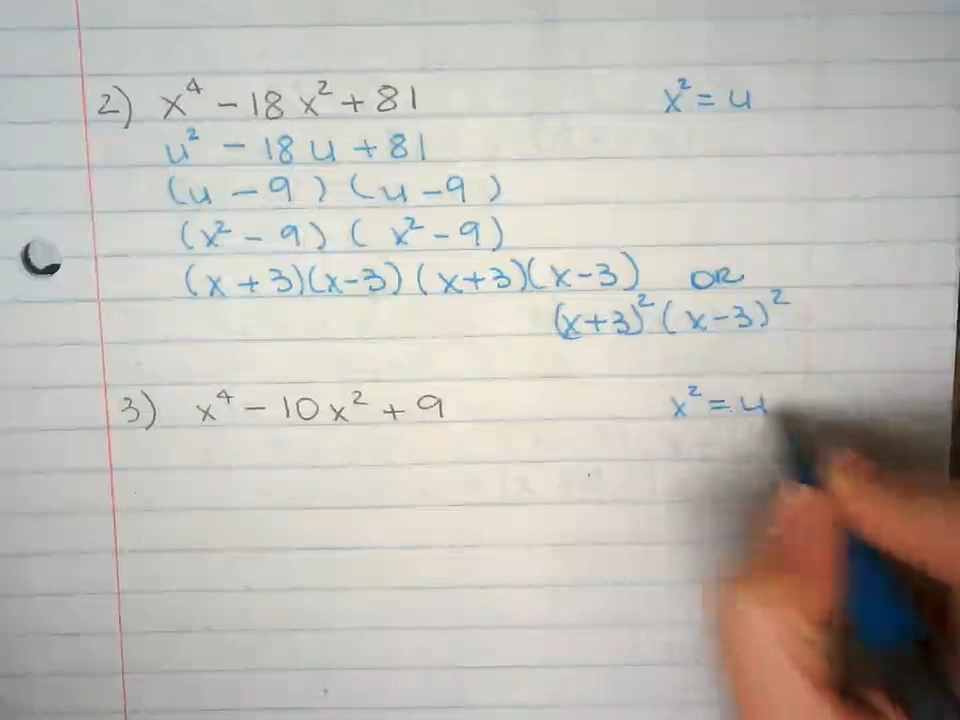 2) x⁴ - 18x² + 81 x² = u
u² - 18u + 81
(u - 9) (u - 9)
(x² - 9) (x² - 9)
(x + 3)(x - 3) (x + 3)(x - 3) OR
(x + 3)² (x - 3)²
3) x⁴ - 10x² + 9 x² = u